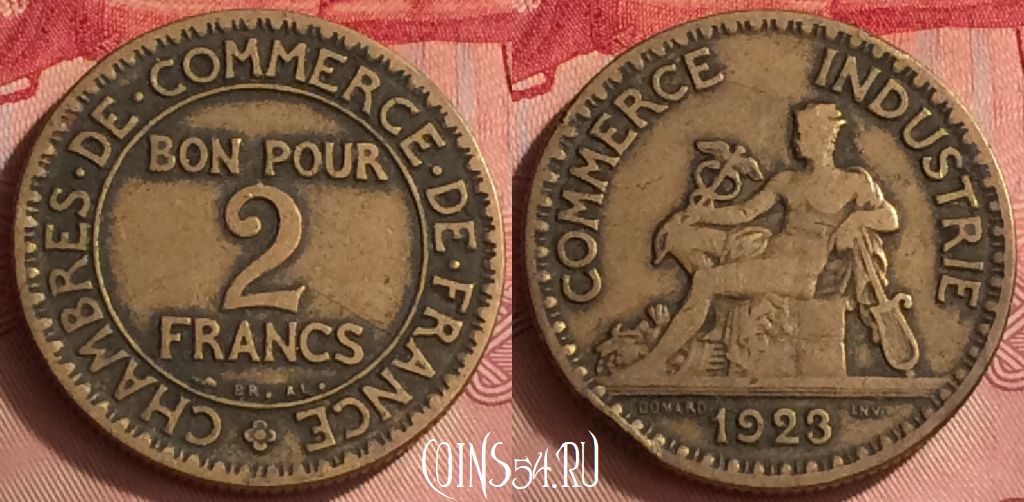 CHAMBRES · DE · COMMERCE · DE · FRANCE
BON POUR
2
FRANCS
BR. AL.
COMMERCE INDUSTRIE
DOMARD INV.
1923
COINS54.RU